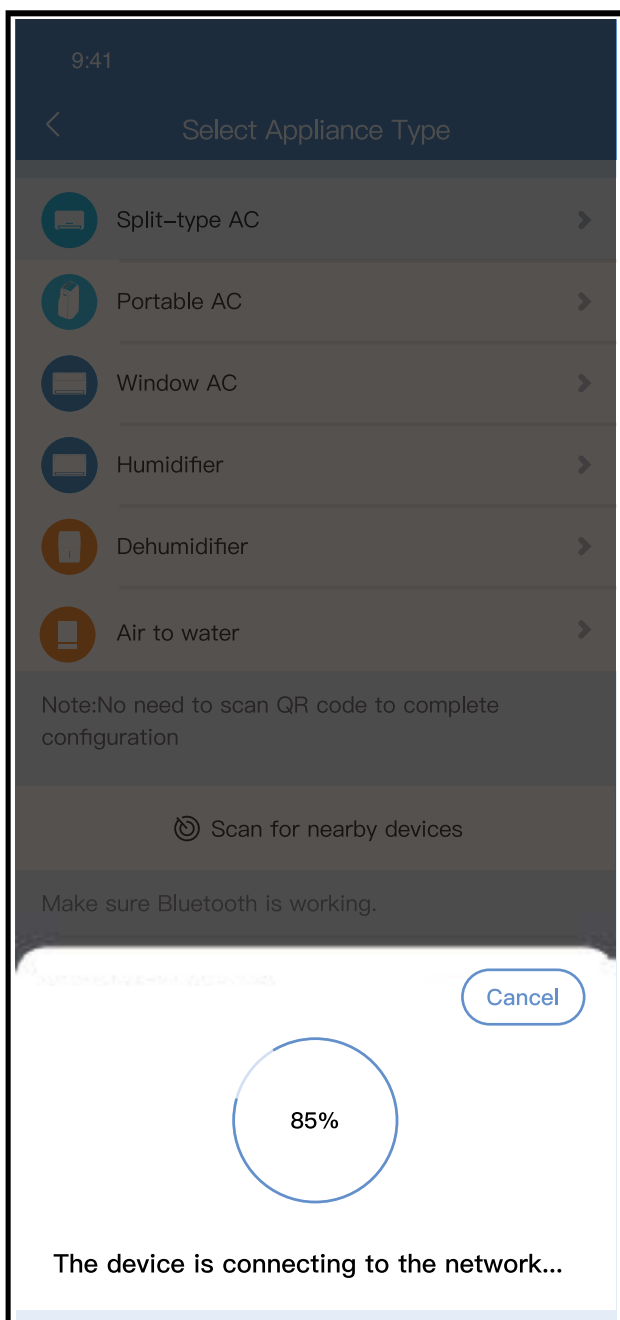 9:41
Select Appliance Type
Split-type AC
Portable AC
Window AC
Humidifier
Dehumidifier
Air to water
Note:No need to scan QR code to complete
configuration
Scan for nearby devices
Make sure Bluetooth is working.
Cancel
85%
The device is connecting to the network...